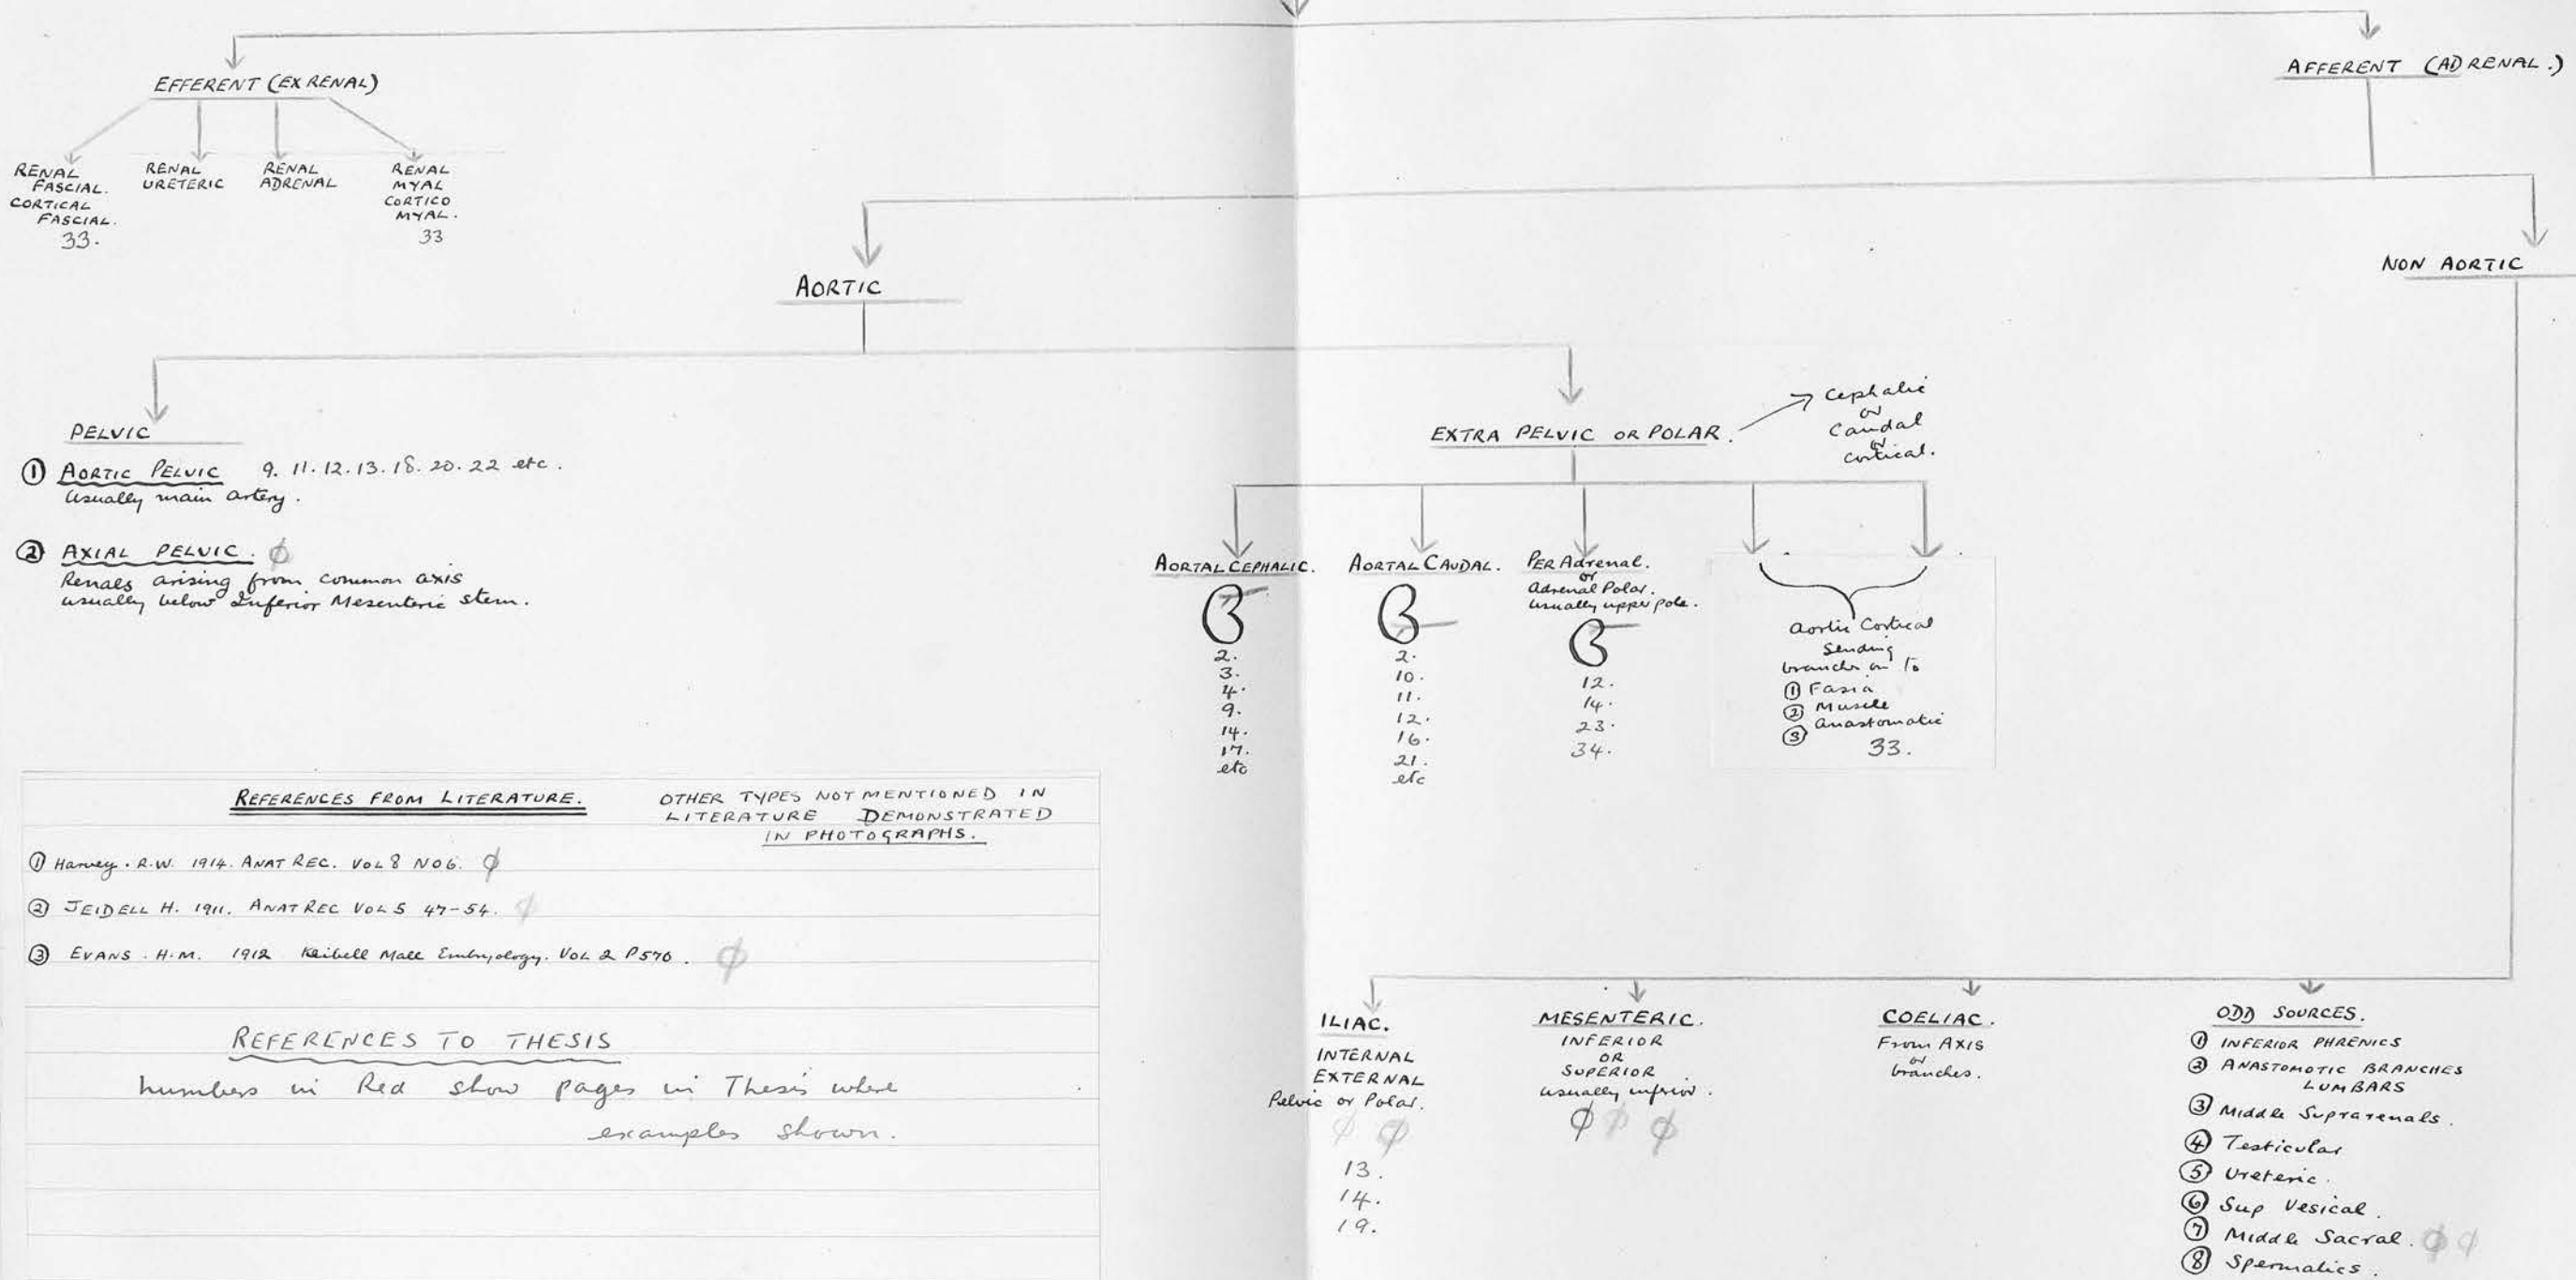 EFFERENT (EX RENAL)
AFFERENT (AD RENAL.)
RENAL
FASCIAL.
CORTICAL
FASCIAL.
33.
RENAL
URETERIC
RENAL
ADRENAL
RENAL
MYAL
CORTICO
MYAL.
33
AORTIC
NON AORTIC
PELVIC
① AORTIC PELVIC 9. 11. 12. 13. 18. 20. 22 etc.
Usually main artery.
② AXIAL PELVIC. ϕ
Renals arising from common axis
usually below Inferior Mesenteric stem.
EXTRA PELVIC OR POLAR.
Cephalic
or
Caudal
or
Cortical.
AORTAL CEPHALIC.
2.
3.
4.
9.
14.
17.
etc
AORTAL CAUDAL.
2.
10.
11.
12.
16.
21.
etc
PER Adrenal.
or
Adrenal Polar.
Usually upper pole.
12.
14.
23.
34.
Aortic Cortical
Sending
branches on to
① Fasia
② Muscle
③ Anastomatic
33.
REFERENCES FROM LITERATURE.
OTHER TYPES NOT MENTIONED IN
LITERATURE DEMONSTRATED
IN PHOTOGRAPHS.
① Harvey. R.W. 1914. ANAT REC. VOL 8 NO 6. ϕ
② JEIDELL H. 1911. ANAT REC VOL 5 47-54. ϕ
③ EVANS. H.M. 1912 Keibell Mall Embryology. VOL 2 P 570. ϕ
REFERENCES TO THESIS
Numbers in Red show pages in Thesis where
examples shown.
ILIAC.
INTERNAL
EXTERNAL
Pelvic or Polar.
ϕ ϕ
13.
14.
19.
MESENTERIC.
INFERIOR
OR
SUPERIOR
usually inferior.
ϕ ϕ ϕ
COELIAC.
From AXIS
or
branches.
ODD SOURCES.
① INFERIOR PHRENICS
② ANASTOMOTIC BRANCHES
LUMBARS
③ Middle Suprarenals.
④ Testicular
⑤ Ureteric.
⑥ Sup Vesical.
⑦ Middle Sacral. ϕ ϕ
⑧ Spermatics.